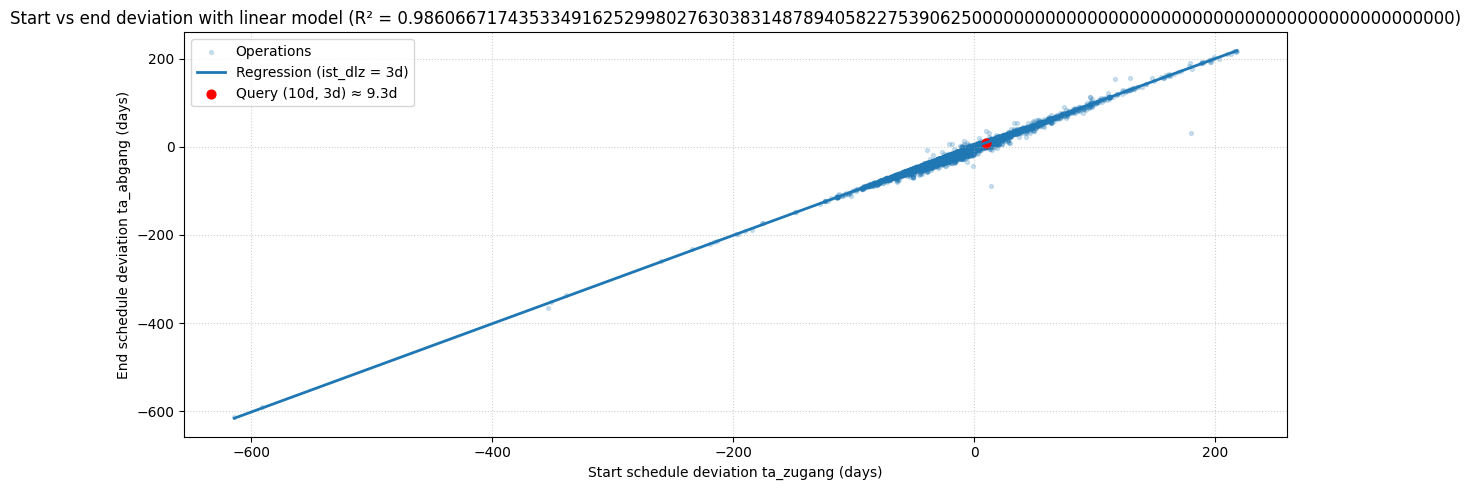 Start vs end deviation with linear model (R² = 0.98606671743533491625299802763038314878940582275390625000000000000000000000000000000000000000000000)
Operations
Regression (ist_dlz = 3d)
Query (10d, 3d) ≈ 9.3d
End schedule deviation ta_abgang (days)
200
0
−200
−400
−600
−600
−400
−200
0
200
Start schedule deviation ta_zugang (days)